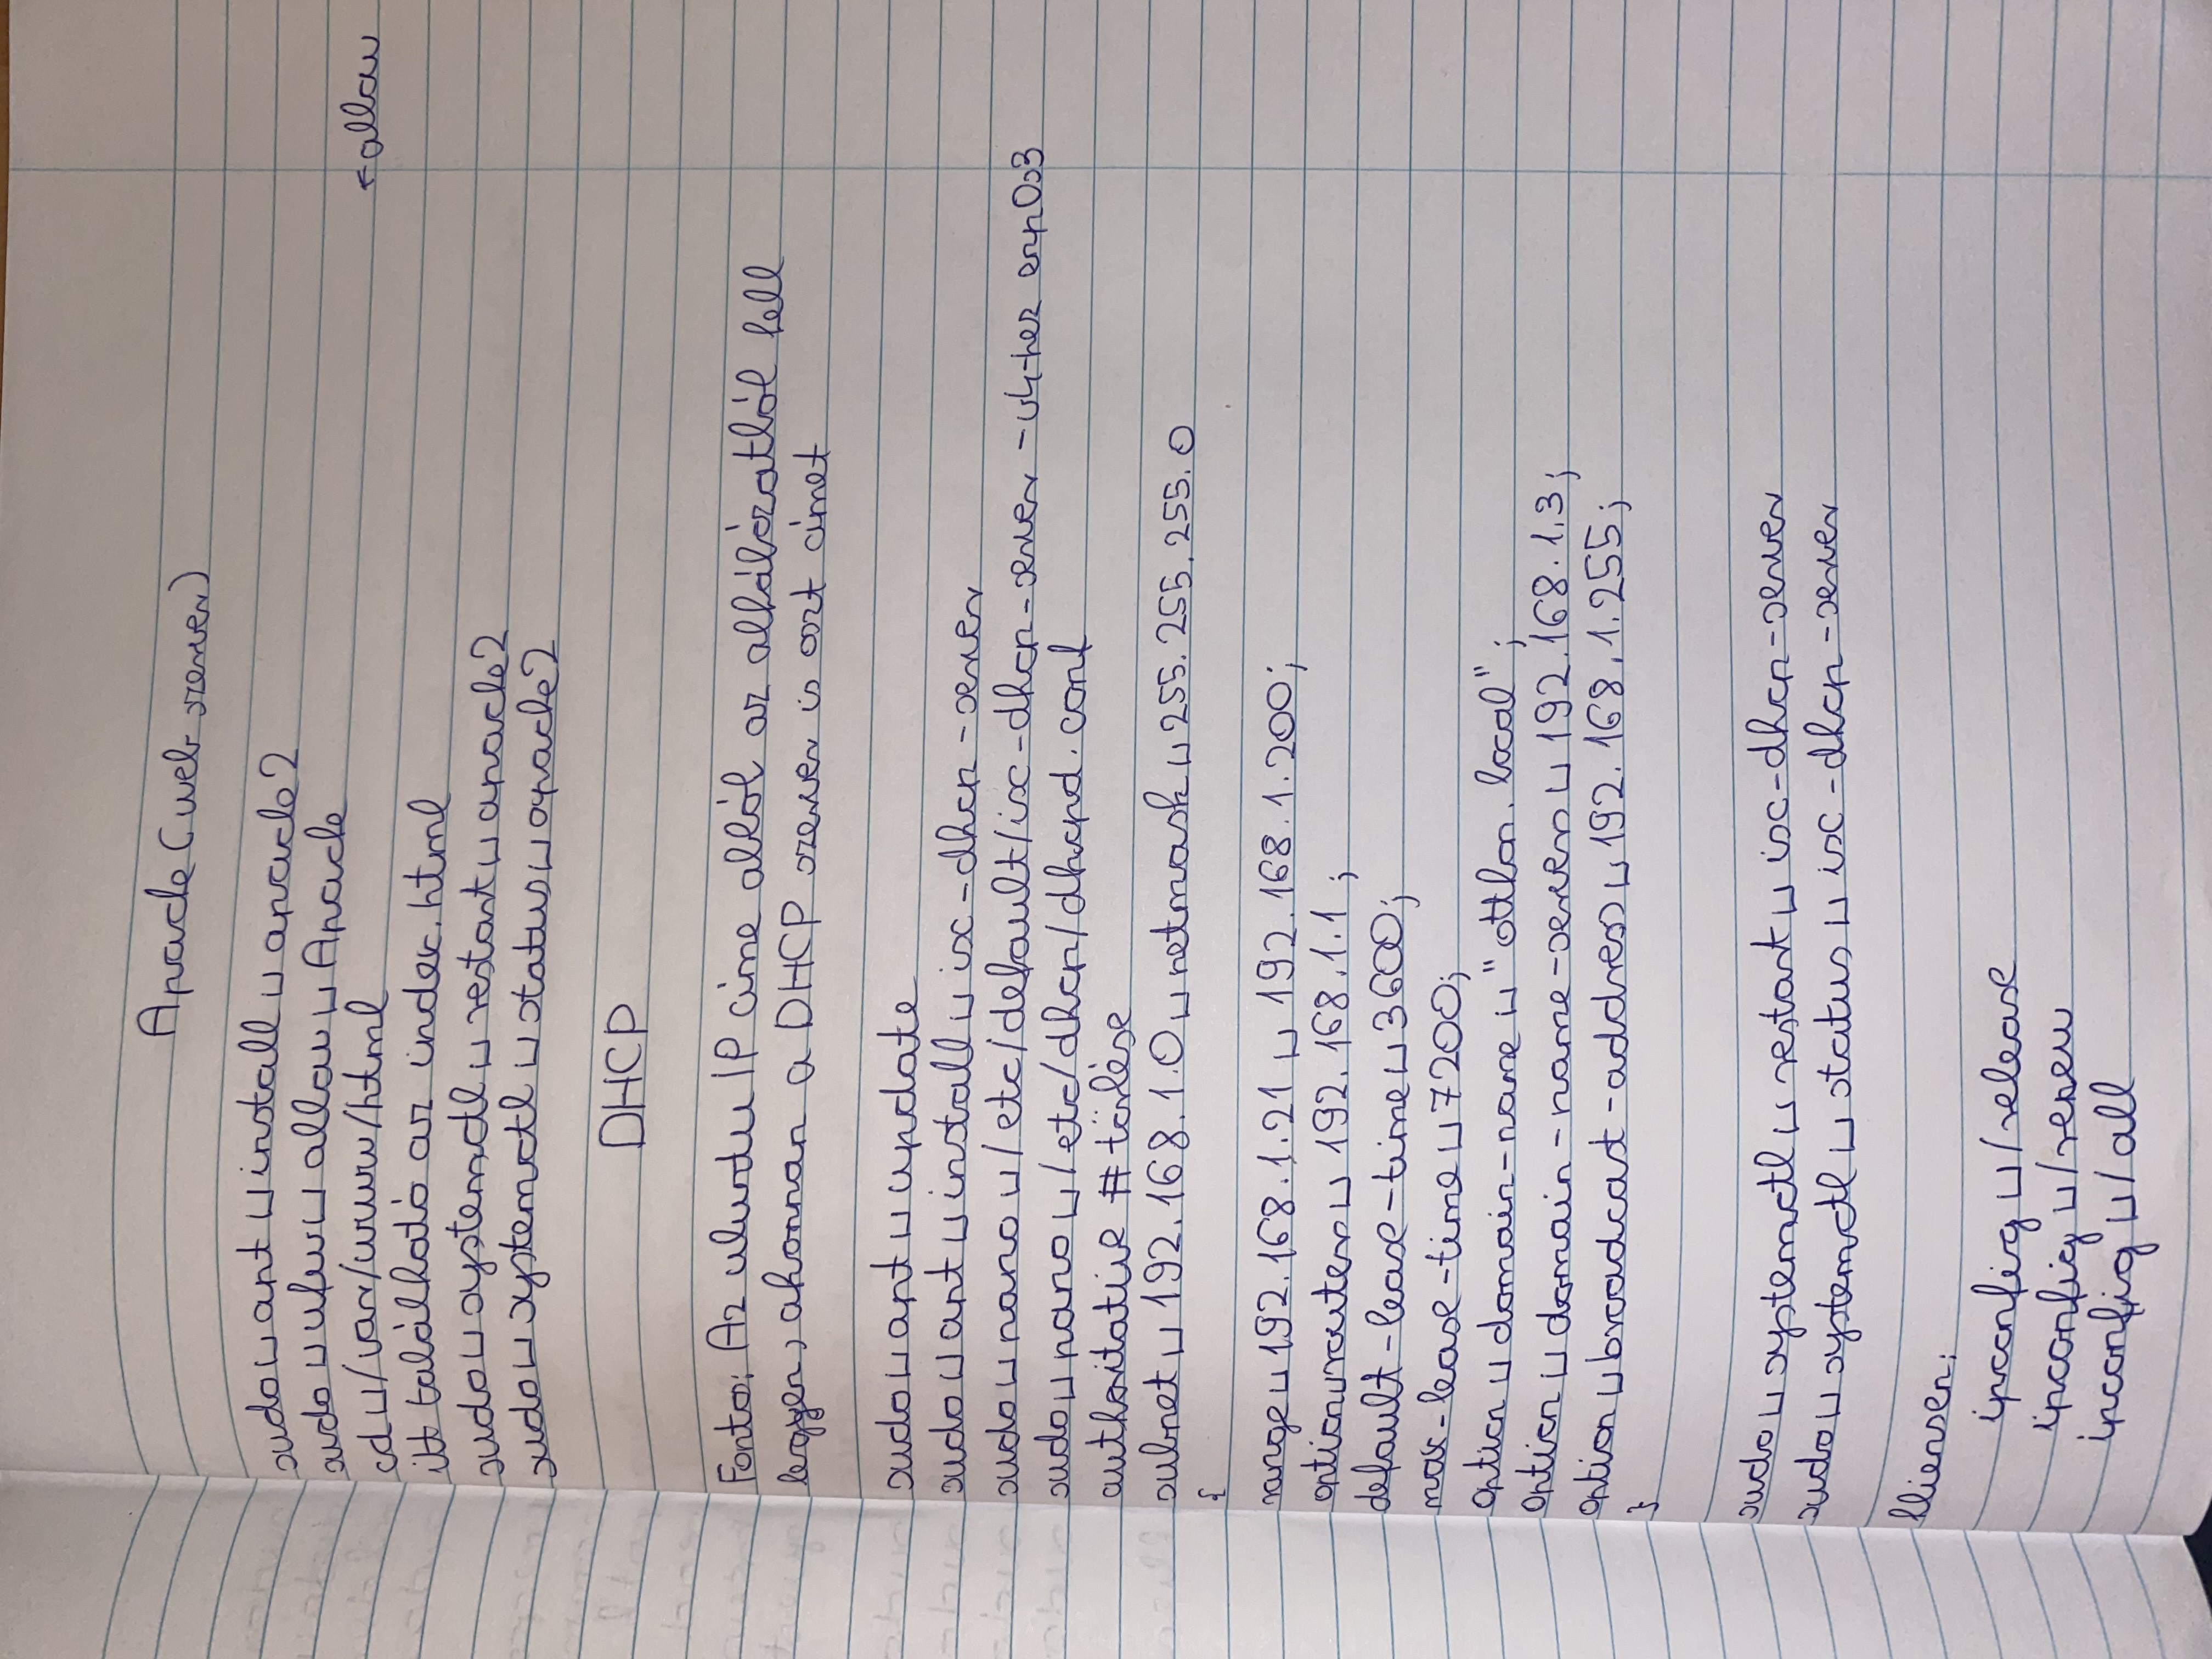 Apache (web szerver)
sudo␣apt␣install␣apache2
sudo␣ufw␣allow␣Apache
cd␣/var/www/html
←allow
itt található az index.html
sudo␣systemctl␣restart␣apache2
sudo␣systemctl␣status␣apache2
DHCP
Fontos: Az ubuntu IP címe abból az alhálózatból kell
legyen, ahonnan a DHCP szerver is oszt címet
sudo␣apt␣update
sudo␣apt␣install␣isc-dhcp-server
sudo␣nano␣/etc/default/isc-dhcp-server -v4-hez enp0s3
sudo␣nano␣/etc/dhcp/dhcpd.conf
authoritative # törlése
subnet␣192.168.1.0␣netmask␣255.255.255.0
{
range␣192.168.1.21␣192.168.1.200;
option␣routers␣192.168.1.1;
default-lease-time␣3600;
max-lease-time␣7200;
option␣domain-name␣"otthon.local";
option␣domain-name-servers␣192.168.1.3;
option␣broadcast-address␣192.168.1.255;
}
sudo␣systemctl␣restart␣isc-dhcp-server
sudo␣systemctl␣status␣isc-dhcp-server
kliensen:
ipconfig␣/release
ipconfig␣/renew
ipconfig␣/all